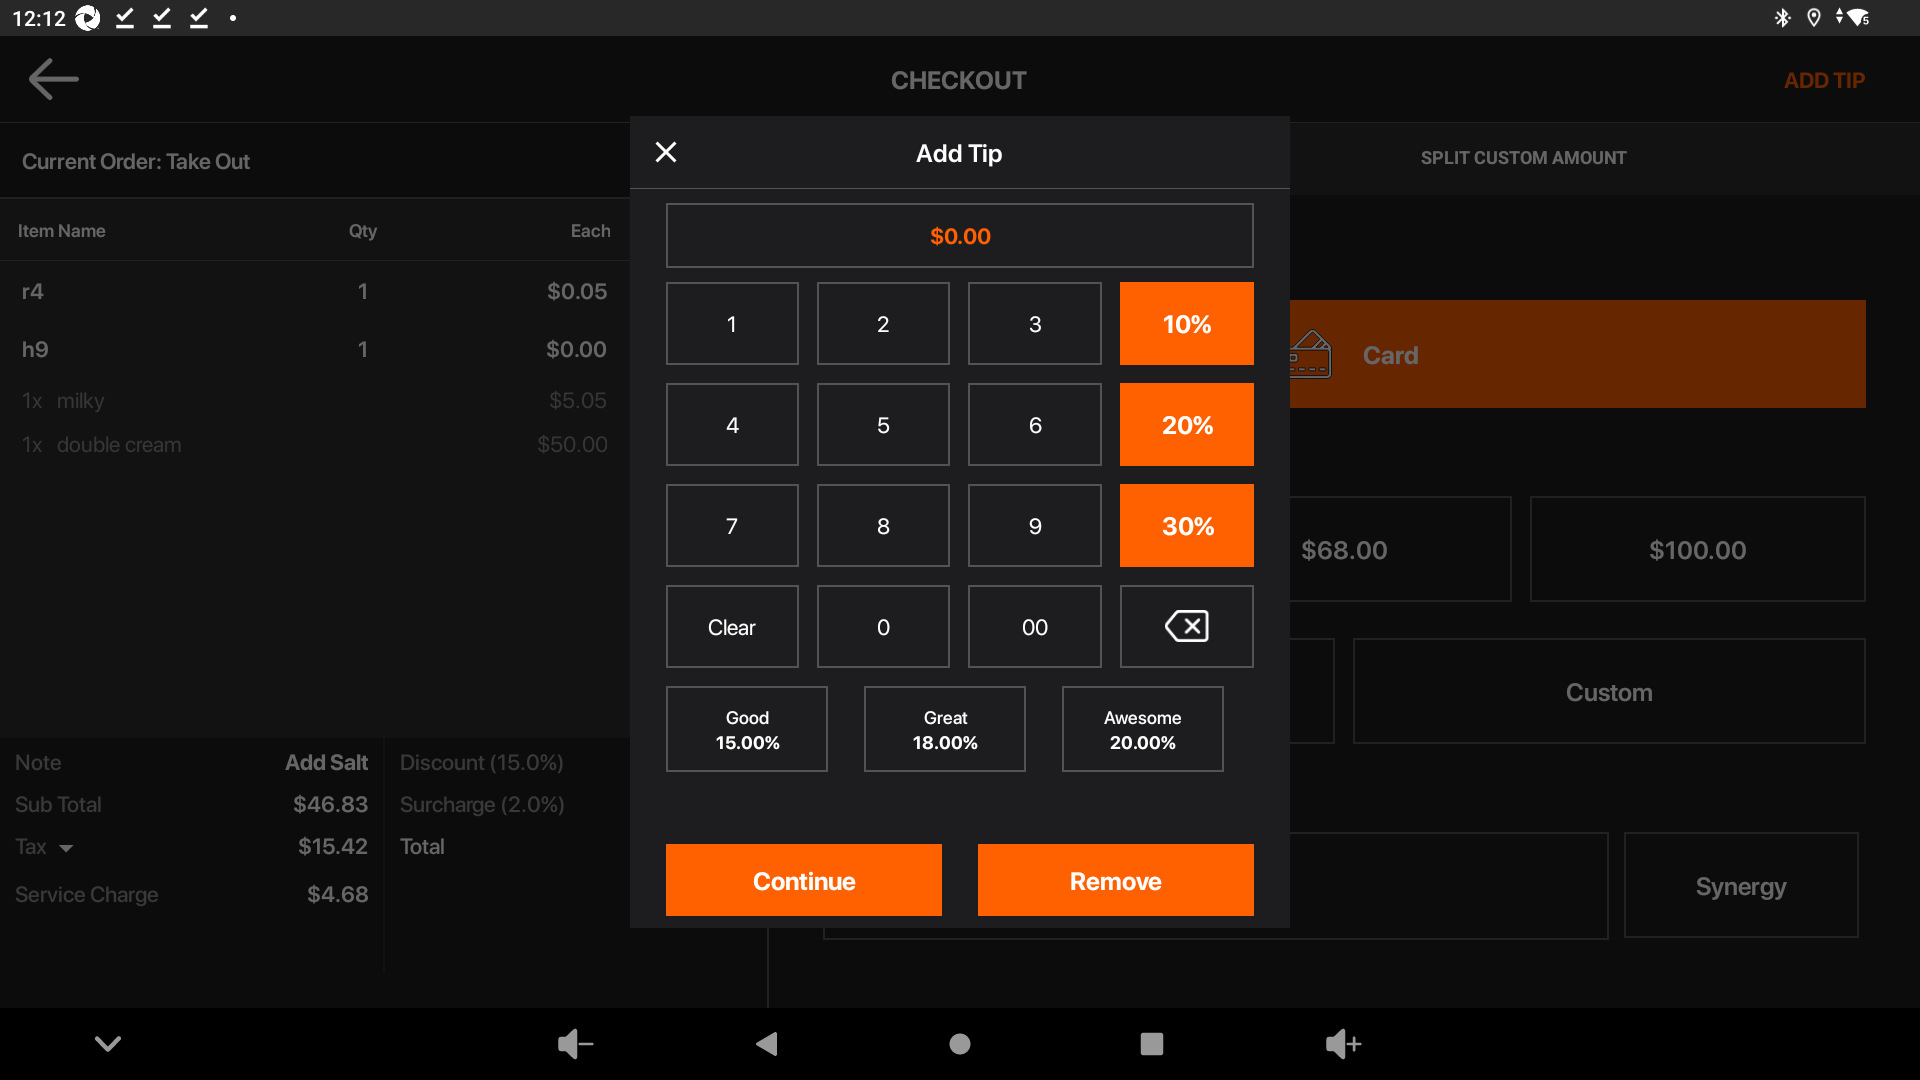 12:12
5
CHECKOUT
ADD TIP
Current Order: Take Out
Add Tip
SPLIT CUSTOM AMOUNT
Item Name Qty Each
$0.00
r4 1 $0.05
h9 1 $0.00
1x milky $5.05
1x double cream $50.00
1 2 3 10%
4 5 6 20%
7 8 9 30%
Clear 0 00
Good
15.00%
Great
18.00%
Awesome
20.00%
Continue
Remove
Card
$68.00
$100.00
Custom
Synergy
Note Add Salt
Sub Total $46.83
Tax $15.42
Service Charge $4.68
Discount (15.0%)
Surcharge (2.0%)
Total